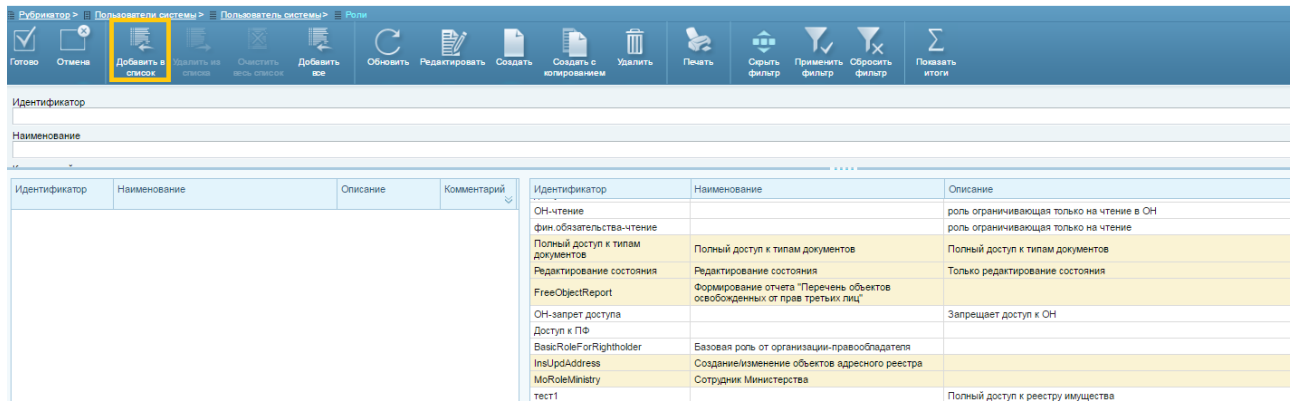 Рубрикатор > Пользователи системы > Пользователь системы > Роли
Готово Отмена Добавить в список Удалить из списка Очистить весь список Добавить все Обновить Редактировать Создать Создать с копированием Удалить Печать Скрыть фильтр Применить фильтр Сбросить фильтр Показать итоги
Идентификатор
Наименование
Идентификатор Наименование Описание Комментарий Идентификатор Наименование Описание
ОН-чтение роль ограничивающая только на чтение в ОН
фин.обязательства-чтение роль ограничивающая только на чтение
Полный доступ к типам документов Полный доступ к типам документов Полный доступ к типам документов
Редактирование состояния Редактирование состояния Только редактирование состояния
FreeObjectReport Формирование отчета "Перечень объектов освобожденных от прав третьих лиц"
ОН-запрет доступа Запрещает доступ к ОН
Доступ к ПФ
BasicRoleForRightholder Базовая роль от организации-правообладателя
InsUpdAddress Создание/изменение объектов адресного реестра
MoRoleMinistry Сотрудник Министерства
тест1 Полный доступ к реестру имущества